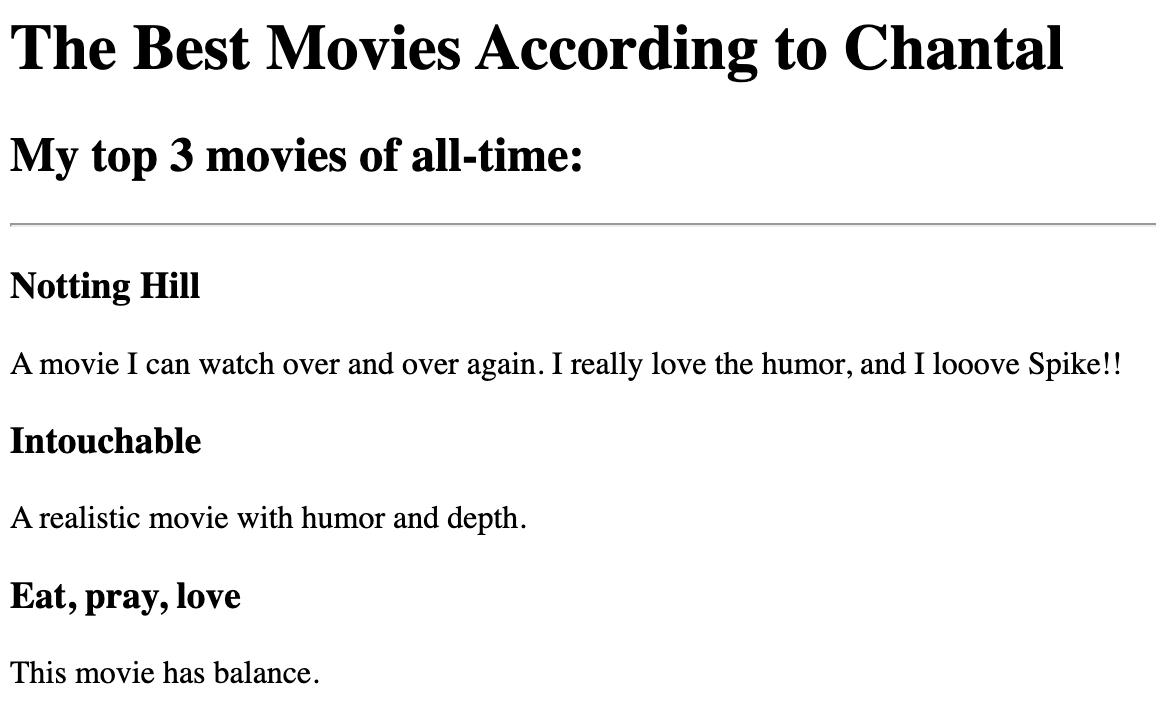 The Best Movies According to Chantal
My top 3 movies of all-time:
Notting Hill
A movie I can watch over and over again. I really love the humor, and I looove Spike!!
Intouchable
A realistic movie with humor and depth.
Eat, pray, love
This movie has balance.